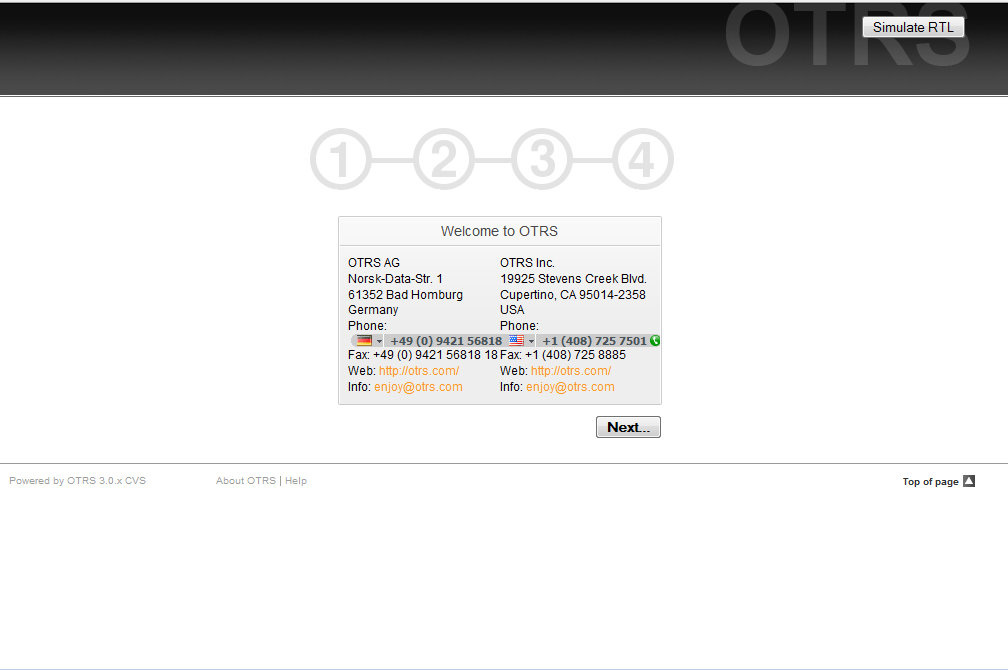 OTRS
Simulate RTL
1 2 3 4
Welcome to OTRS
OTRS AG
Norsk-Data-Str. 1
61352 Bad Homburg
Germany
Phone:
+49 (0) 9421 56818
Fax: +49 (0) 9421 56818 18
Web: http://otrs.com/
Info: enjoy@otrs.com
OTRS Inc.
19925 Stevens Creek Blvd.
Cupertino, CA 95014-2358
USA
Phone:
+1 (408) 725 7501
Fax: +1 (408) 725 8885
Web: http://otrs.com/
Info: enjoy@otrs.com
Next...
Powered by OTRS 3.0.x CVS
About OTRS | Help
Top of page